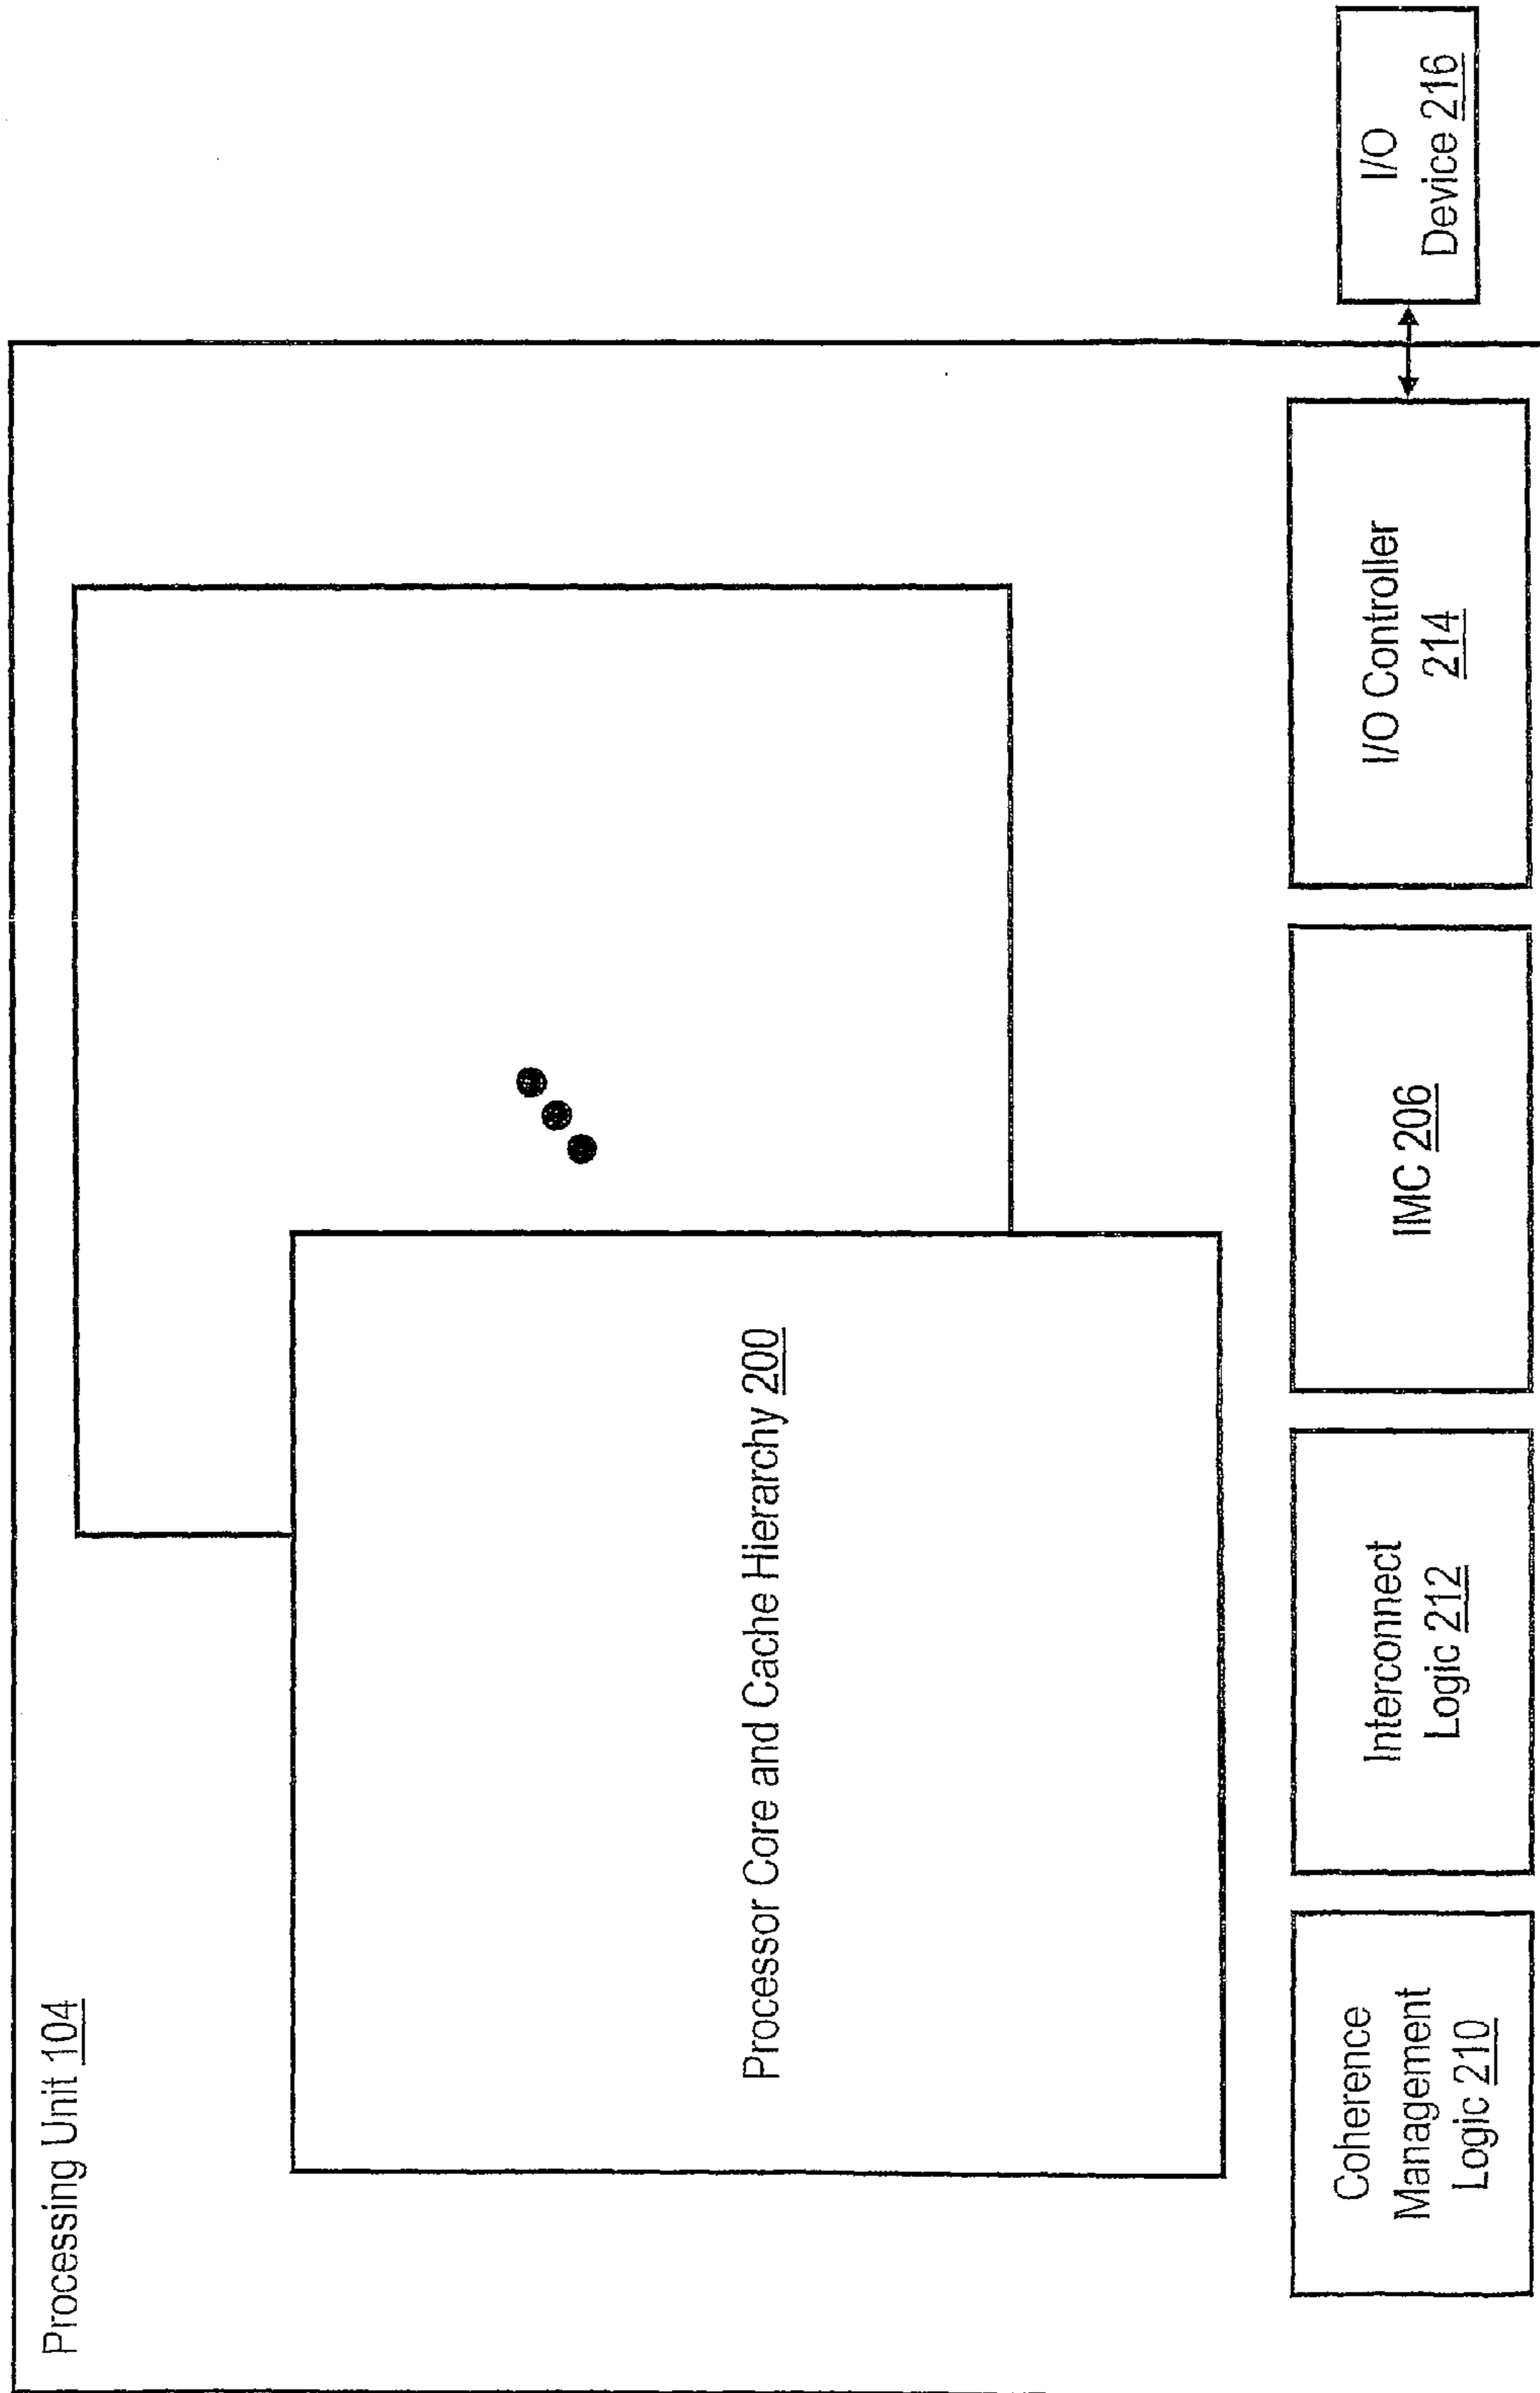 Processing Unit 104
Processor Core and Cache Hierarchy 200
Coherence
Management
Logic 210
Interconnect
Logic 212
IMC 206
I/O Controller
214
I/O
Device 216